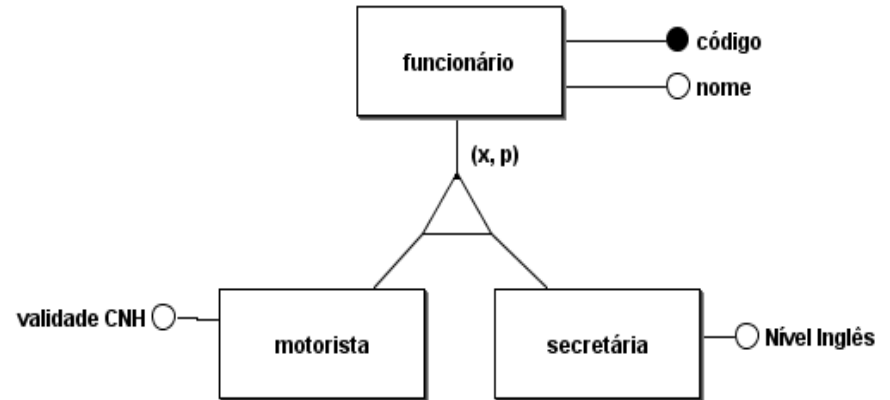 funcionário
código
nome
(x, p)
validade CNH
motorista
secretária
Nível Inglês